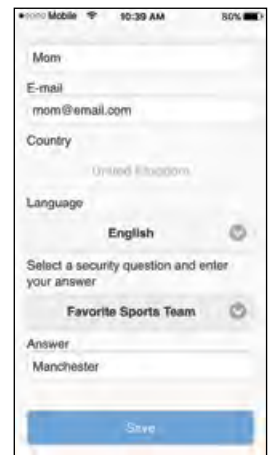 Mobile 10:39 AM 80%
Mom
E-mail
mom@email.com
Country
United Kingdom
Language
English
Select a security question and enter
your answer
Favorite Sports Team
Answer
Manchester
Save